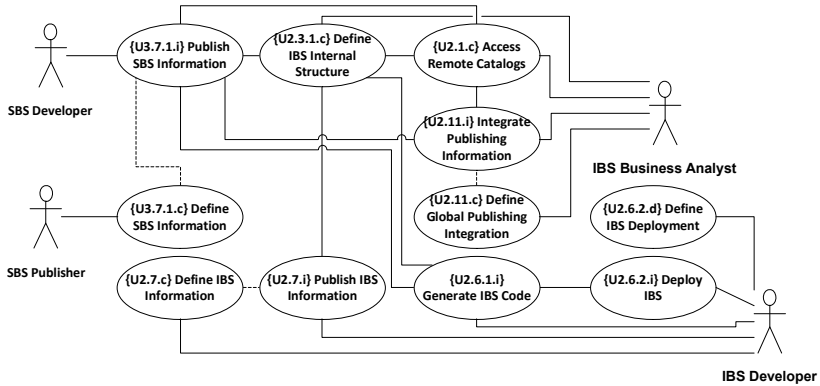 {U3.7.1.i} Publish
SBS Information
{U2.3.1.c} Define
IBS Internal
Structure
{U2.1.c} Access
Remote Catalogs
SBS Developer
{U2.11.i} Integrate
Publishing
Information
IBS Business Analyst
{U3.7.1.c} Define
SBS Information
{U2.11.c} Define
Global Publishing
Integration
{U2.6.2.d} Define
IBS Deployment
SBS Publisher
{U2.7.c} Define IBS
Information
{U2.7.i} Publish IBS
Information
{U2.6.1.i}
Generate IBS Code
{U2.6.2.i} Deploy
IBS
IBS Developer